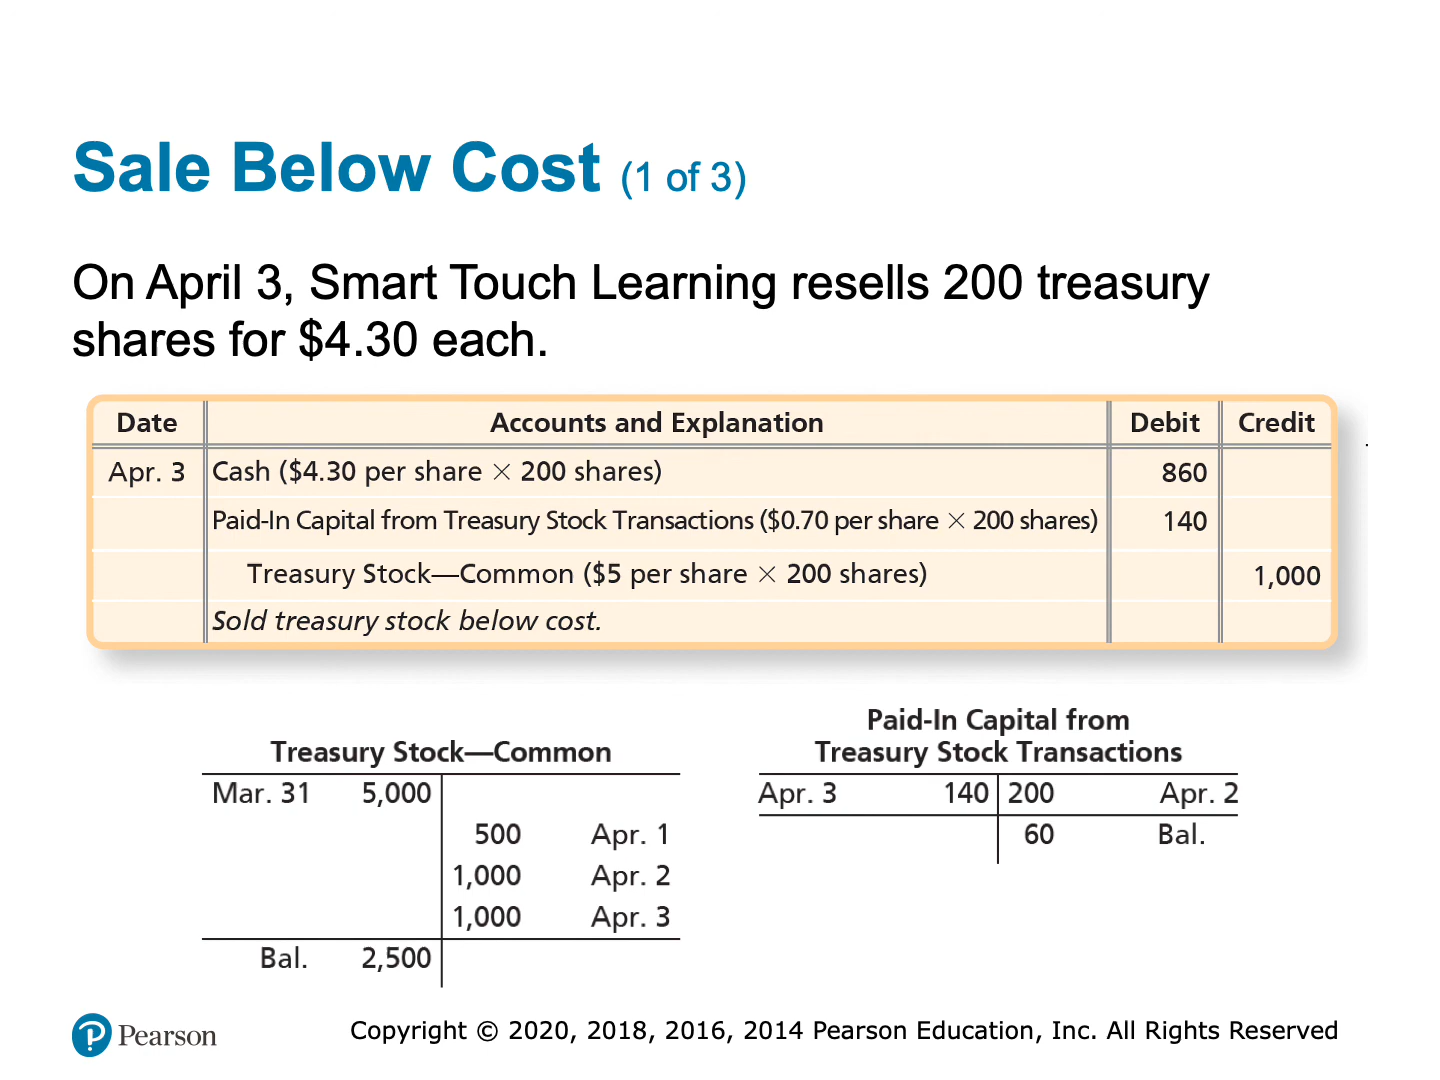 Sale Below Cost (1 of 3)
On April 3, Smart Touch Learning resells 200 treasury
shares for $4.30 each.
Date Accounts and Explanation Debit Credit
Apr. 3 Cash ($4.30 per share × 200 shares) 860
Paid-In Capital from Treasury Stock Transactions ($0.70 per share × 200 shares) 140
Treasury Stock—Common ($5 per share × 200 shares) 1,000
Sold treasury stock below cost.
Treasury Stock—Common
Mar. 31 5,000
500 Apr. 1
1,000 Apr. 2
1,000 Apr. 3
Bal. 2,500
Paid-In Capital from
Treasury Stock Transactions
Apr. 3 140 200 Apr. 2
60 Bal.
Pearson
Copyright © 2020, 2018, 2016, 2014 Pearson Education, Inc. All Rights Reserved